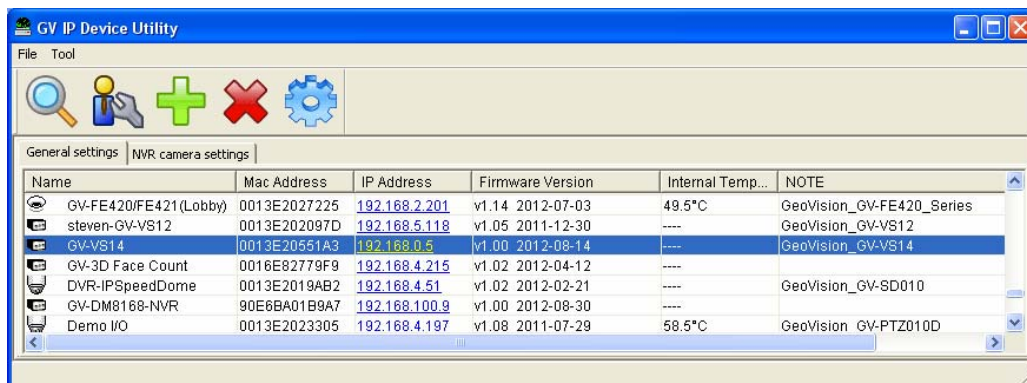 GV IP Device Utility
File Tool
General settings NVR camera settings
Name Mac Address IP Address Firmware Version Internal Temp... NOTE
GV-FE420/FE421(Lobby) 0013E2027225 192.168.2.201 v1.14 2012-07-03 49.5°C GeoVision_GV-FE420_Series
steven-GV-VS12 0013E202097D 192.168.5.118 v1.05 2011-12-30 ---- GeoVision_GV-VS12
GV-VS14 0013E20551A3 192.168.0.5 v1.00 2012-08-14 ---- GeoVision_GV-VS14
GV-3D Face Count 0016E82779F9 192.168.4.215 v1.02 2012-04-12 ----
DVR-IPSpeedDome 0013E2019AB2 192.168.4.51 v1.02 2012-02-21 ---- GeoVision_GV-SD010
GV-DM8168-NVR 90E6BA01B9A7 192.168.100.9 v1.00 2012-08-30 ----
Demo I/O 0013E2023305 192.168.4.197 v1.08 2011-07-29 58.5°C GeoVision_GV-PTZ010D